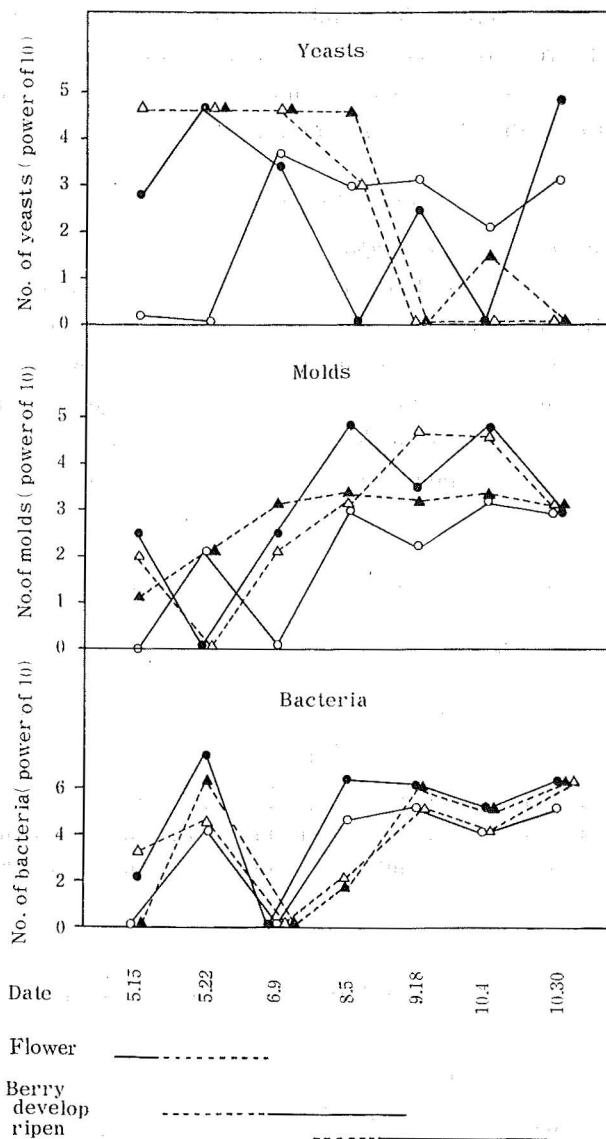 Yeasts
No. of yeasts ( power of 10)
5
4
3
2
1
0
Molds
No. of molds ( power of 10)
5
4
3
2
1
0
Bacteria
No. of bacteria( power of 10)
6
4
2
0
Date 5.15 5.22 6.9 8.5 9.18 10.4 10.30
Flower
Berry
develop
ripen